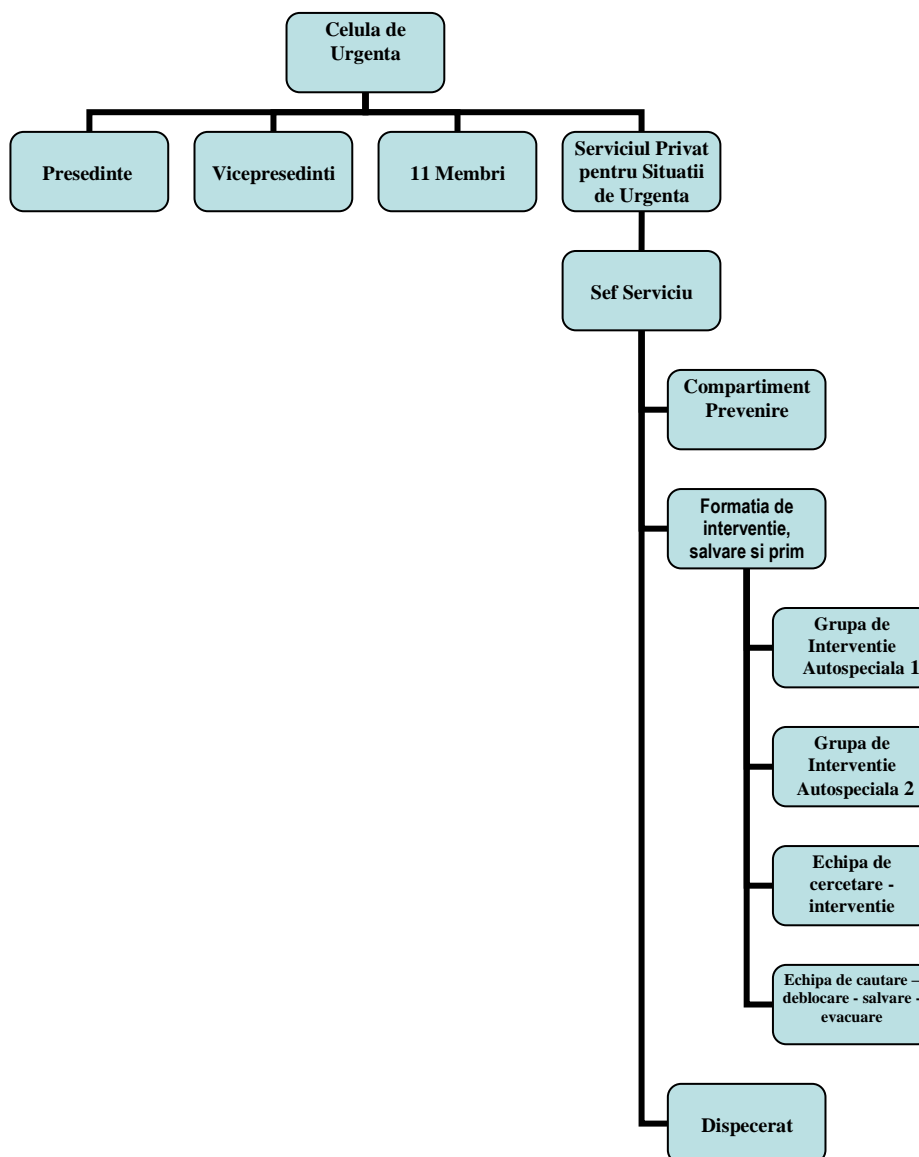 Celula de
Urgenta
Presedinte
Vicepresedinti
11 Membri
Serviciul Privat
pentru Situatii
de Urgenta
Sef Serviciu
Compartiment
Prevenire
Formatia de
interventie,
salvare si prim
Grupa de
Interventie
Autospeciala 1
Grupa de
Interventie
Autospeciala 2
Echipa de
cercetare -
interventie
Echipa de cautare –
deblocare - salvare -
evacuare
Dispecerat